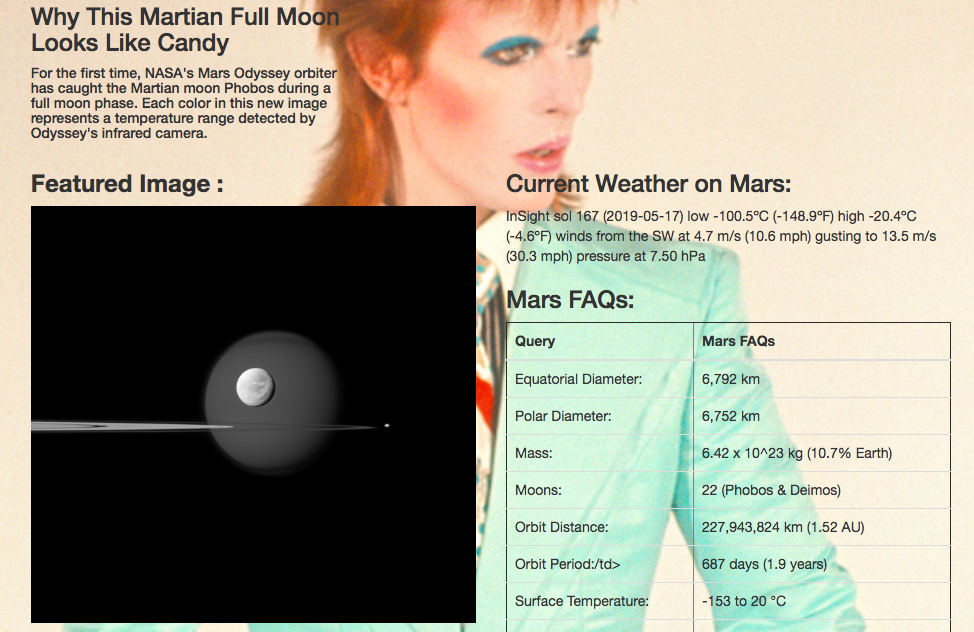 Why This Martian Full Moon
Looks Like Candy
For the first time, NASA's Mars Odyssey orbiter
has caught the Martian moon Phobos during a
full moon phase. Each color in this new image
represents a temperature range detected by
Odyssey's infrared camera.
Featured Image :
Current Weather on Mars:
InSight sol 167 (2019-05-17) low -100.5ºC (-148.9ºF) high -20.4ºC
(-4.6ºF) winds from the SW at 4.7 m/s (10.6 mph) gusting to 13.5 m/s
(30.3 mph) pressure at 7.50 hPa
Mars FAQs:
Query Mars FAQs
Equatorial Diameter: 6,792 km
Polar Diameter: 6,752 km
Mass: 6.42 x 10^23 kg (10.7% Earth)
Moons: 22 (Phobos & Deimos)
Orbit Distance: 227,943,824 km (1.52 AU)
Orbit Period:/td> 687 days (1.9 years)
Surface Temperature: -153 to 20 °C